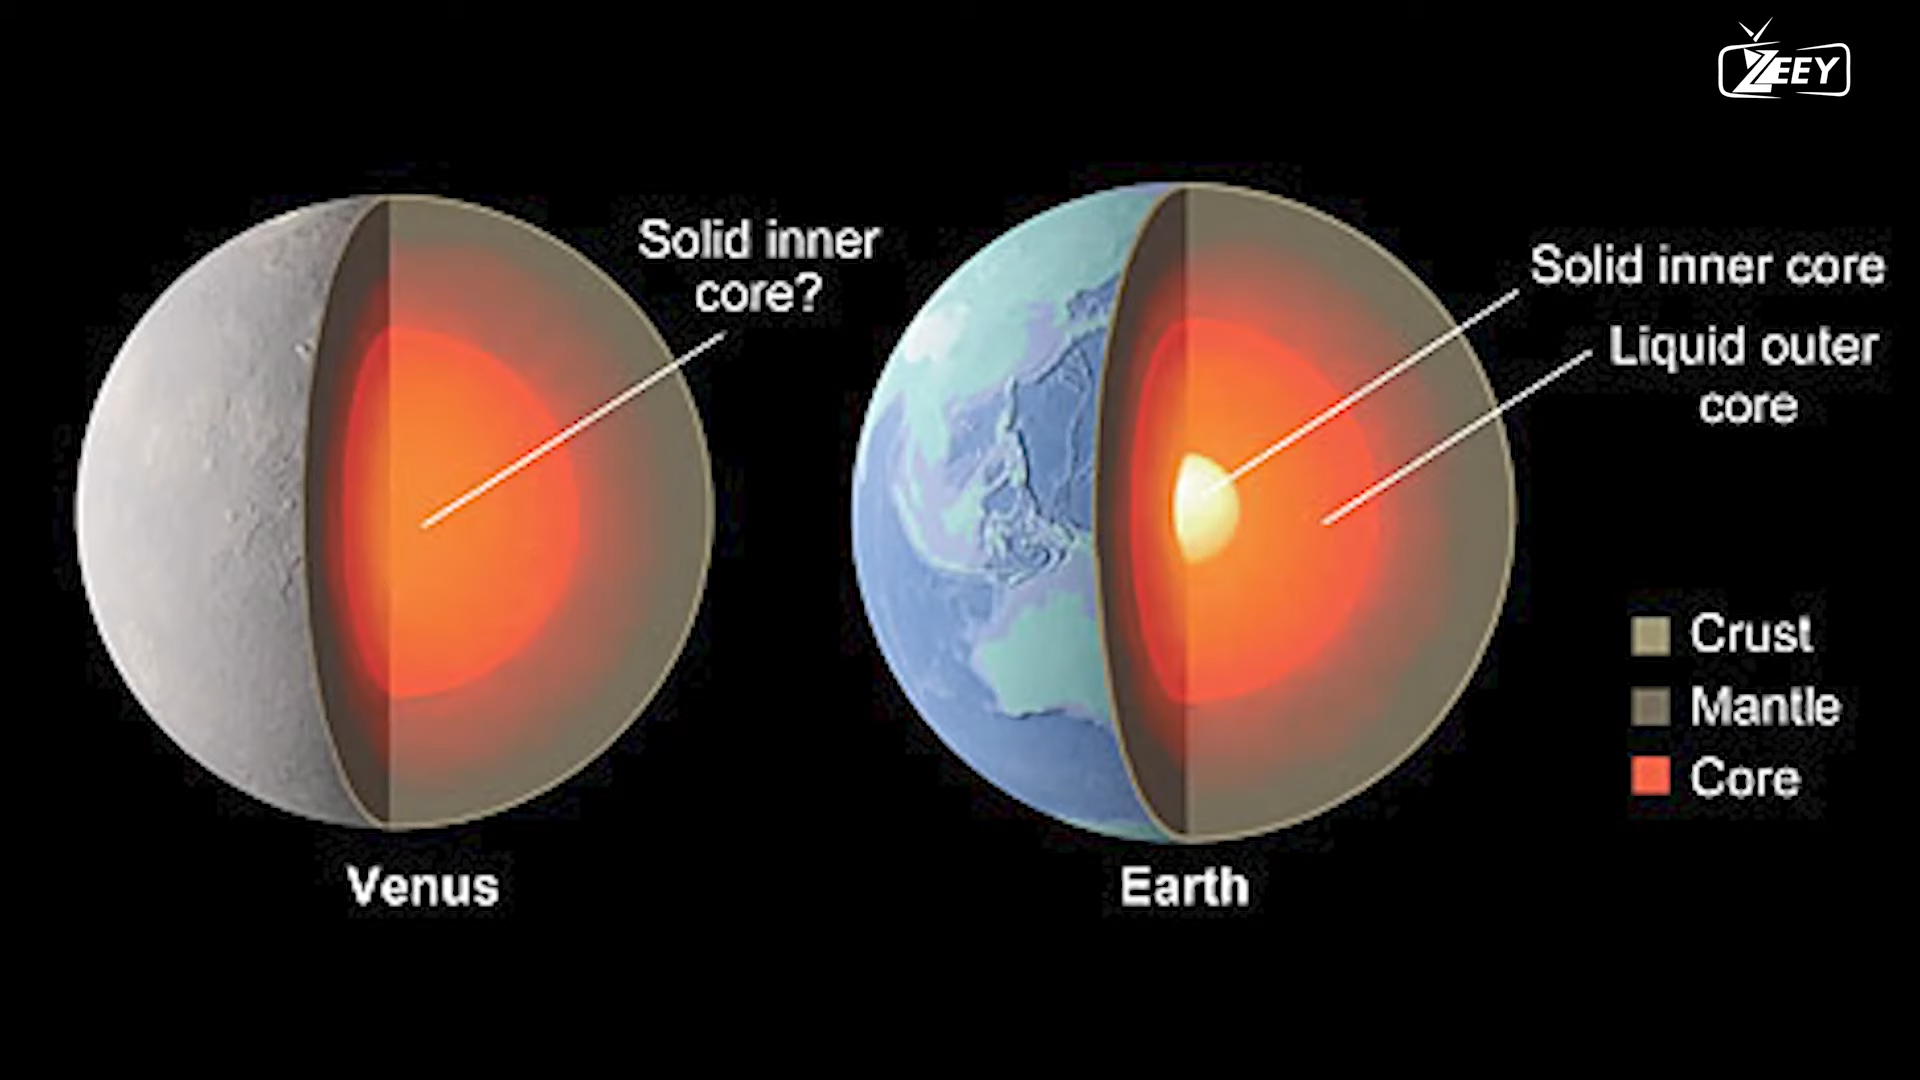 ZEEY
Solid inner
core?
Solid inner core
Liquid outer
core
Crust
Mantle
Core
Venus
Earth